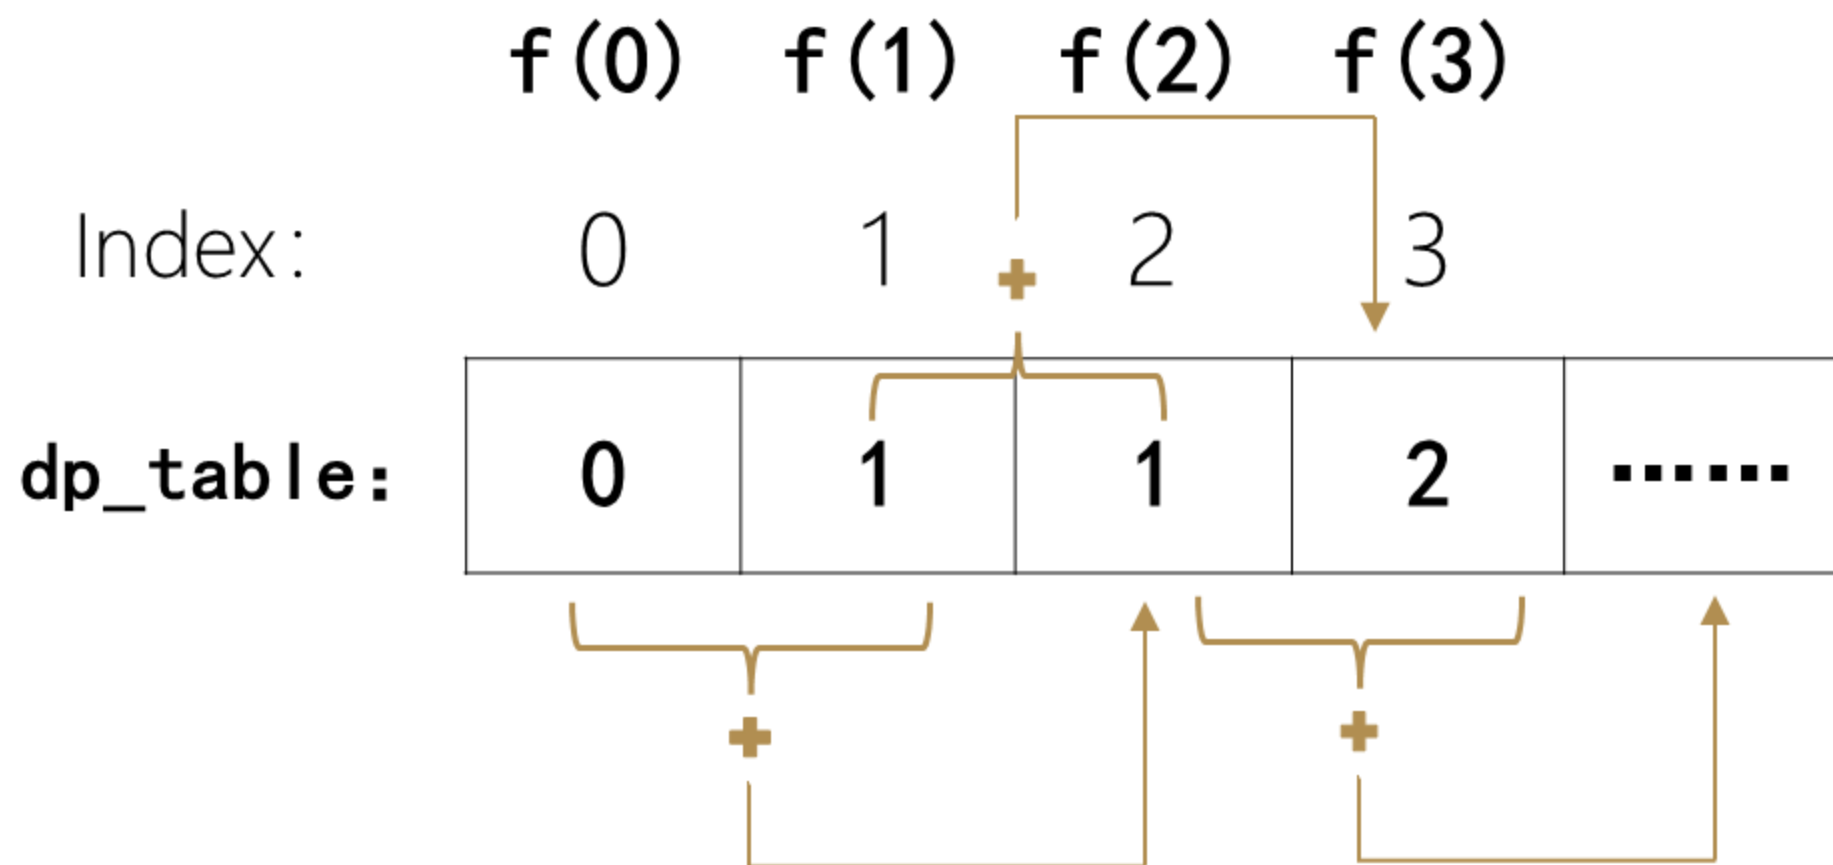 f(0) f(1) f(2) f(3)
Index: 0 1 2 3
dp_table: 0 1 1 2 ······